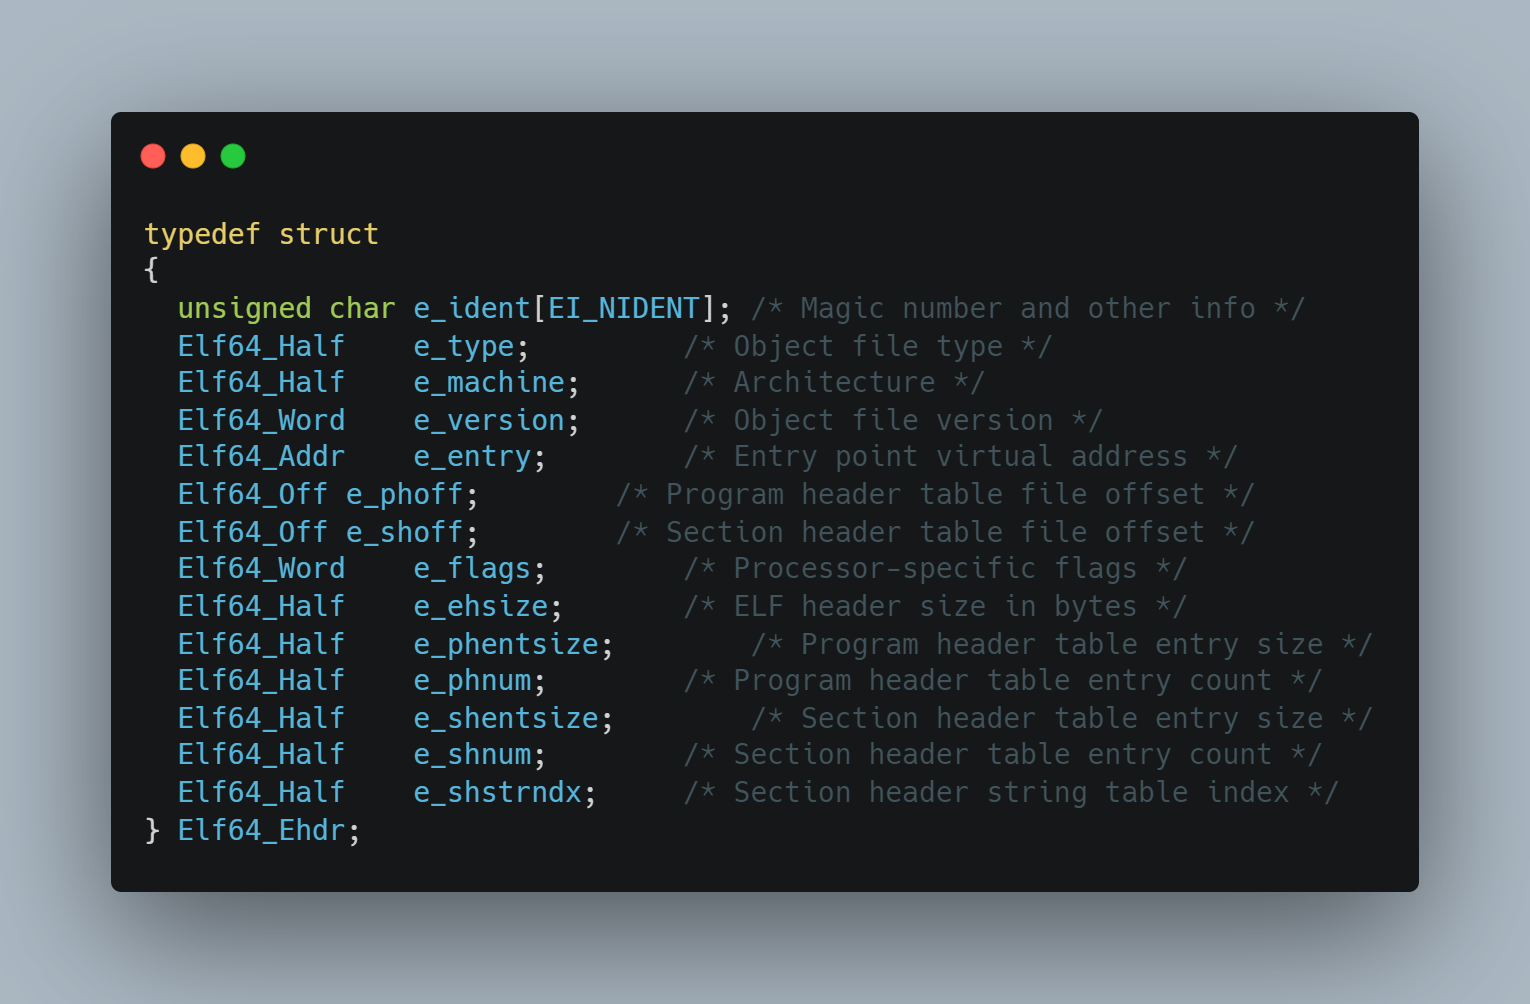 typedef struct
{
  unsigned char e_ident[EI_NIDENT]; /* Magic number and other info */
  Elf64_Half    e_type;         /* Object file type */
  Elf64_Half    e_machine;      /* Architecture */
  Elf64_Word    e_version;      /* Object file version */
  Elf64_Addr    e_entry;        /* Entry point virtual address */
  Elf64_Off e_phoff;        /* Program header table file offset */
  Elf64_Off e_shoff;        /* Section header table file offset */
  Elf64_Word    e_flags;        /* Processor-specific flags */
  Elf64_Half    e_ehsize;       /* ELF header size in bytes */
  Elf64_Half    e_phentsize;        /* Program header table entry size */
  Elf64_Half    e_phnum;        /* Program header table entry count */
  Elf64_Half    e_shentsize;        /* Section header table entry size */
  Elf64_Half    e_shnum;        /* Section header table entry count */
  Elf64_Half    e_shstrndx;     /* Section header string table index */
} Elf64_Ehdr;